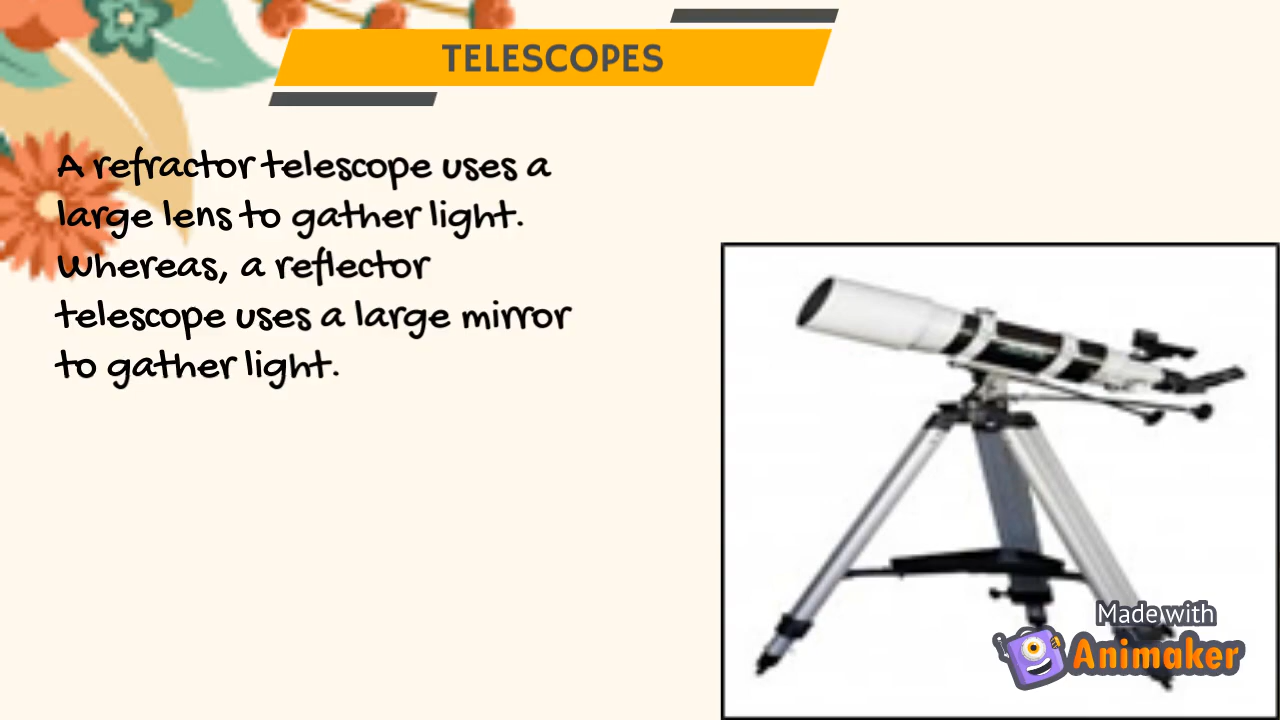 TELESCOPES
A refractor telescope uses a
large lens to gather light.
Whereas, a reflector
telescope uses a large mirror
to gather light.
Made with
Animaker